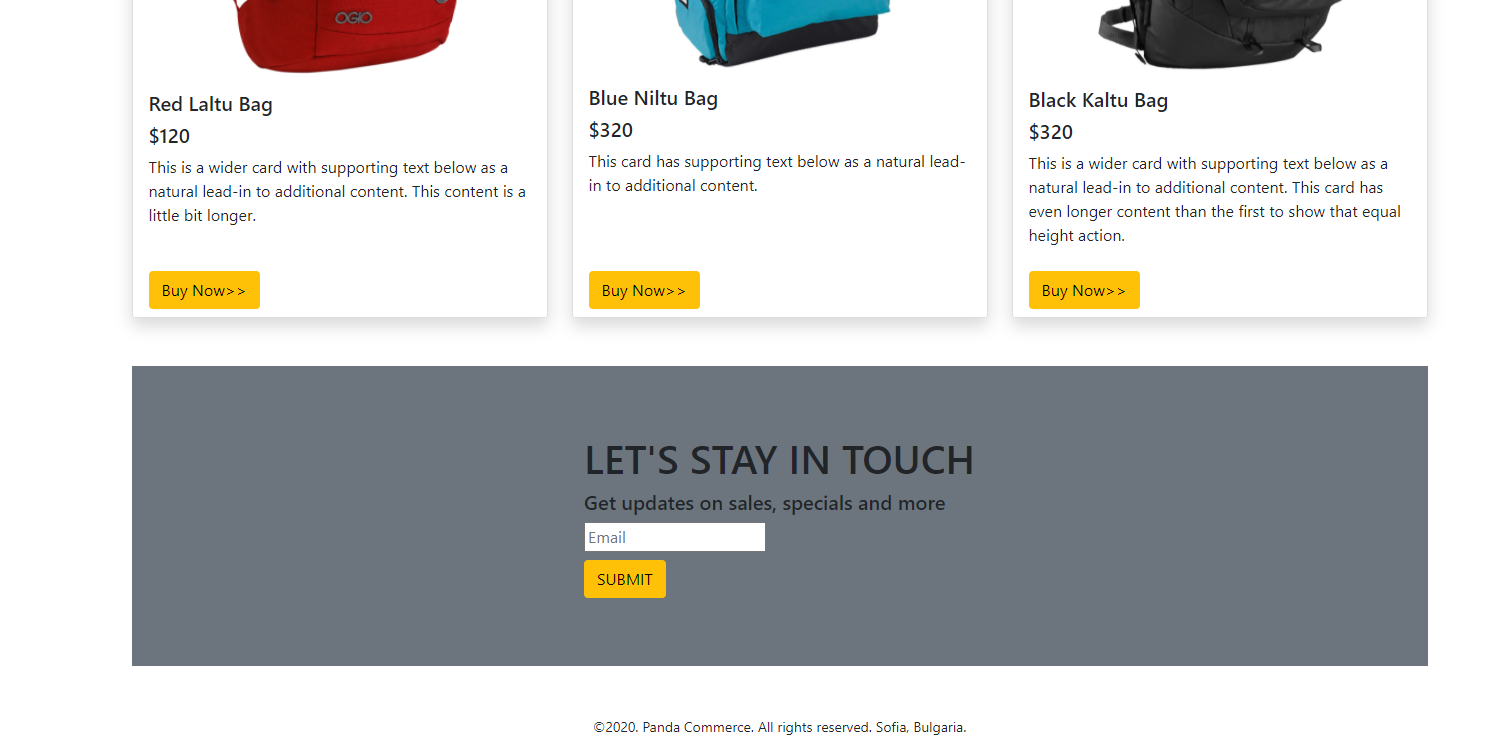 OGIO
Red Laltu Bag
$120
This is a wider card with supporting text below as a
natural lead-in to additional content. This content is a
little bit longer.
Buy Now>>
Blue Niltu Bag
$320
This card has supporting text below as a natural lead-
in to additional content.
Buy Now>>
Black Kaltu Bag
$320
This is a wider card with supporting text below as a
natural lead-in to additional content. This card has
even longer content than the first to show that equal
height action.
Buy Now>>
LET'S STAY IN TOUCH
Get updates on sales, specials and more
Email
SUBMIT
©2020. Panda Commerce. All rights reserved. Sofia, Bulgaria.